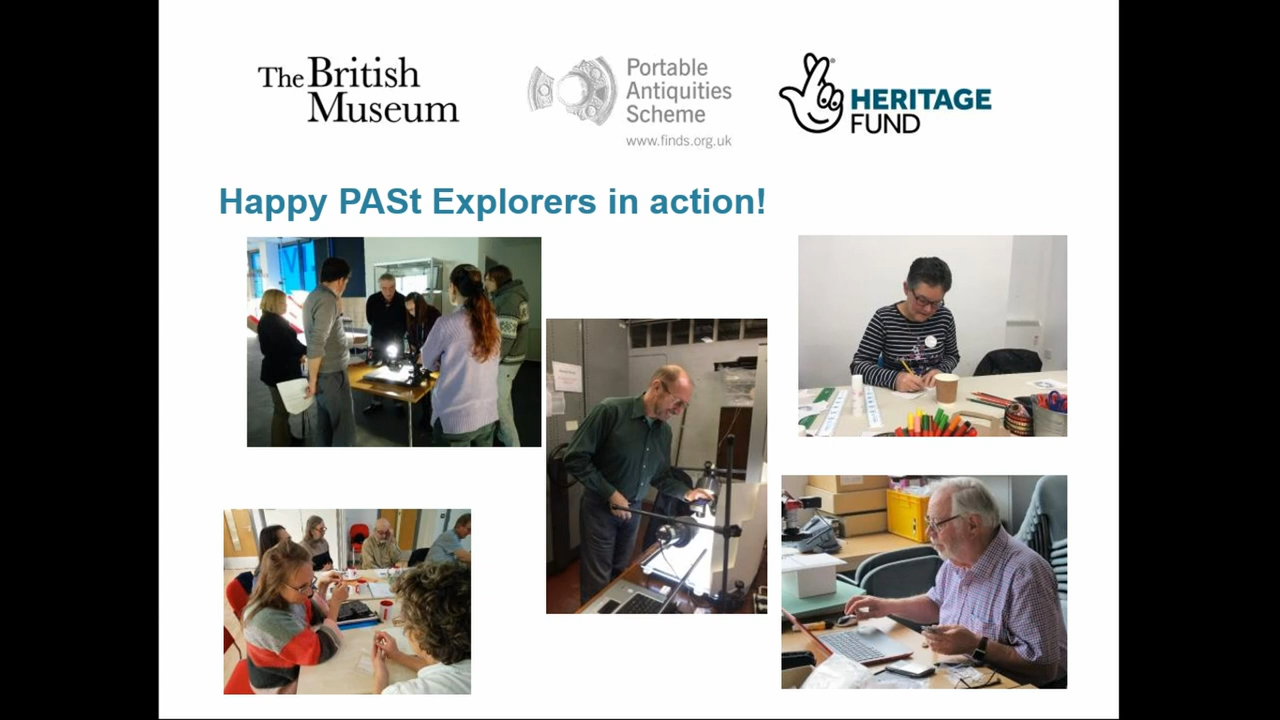 The British
Museum
Portable
Antiquities
Scheme
www.finds.org.uk
HERITAGE
FUND
Happy PASt Explorers in action!